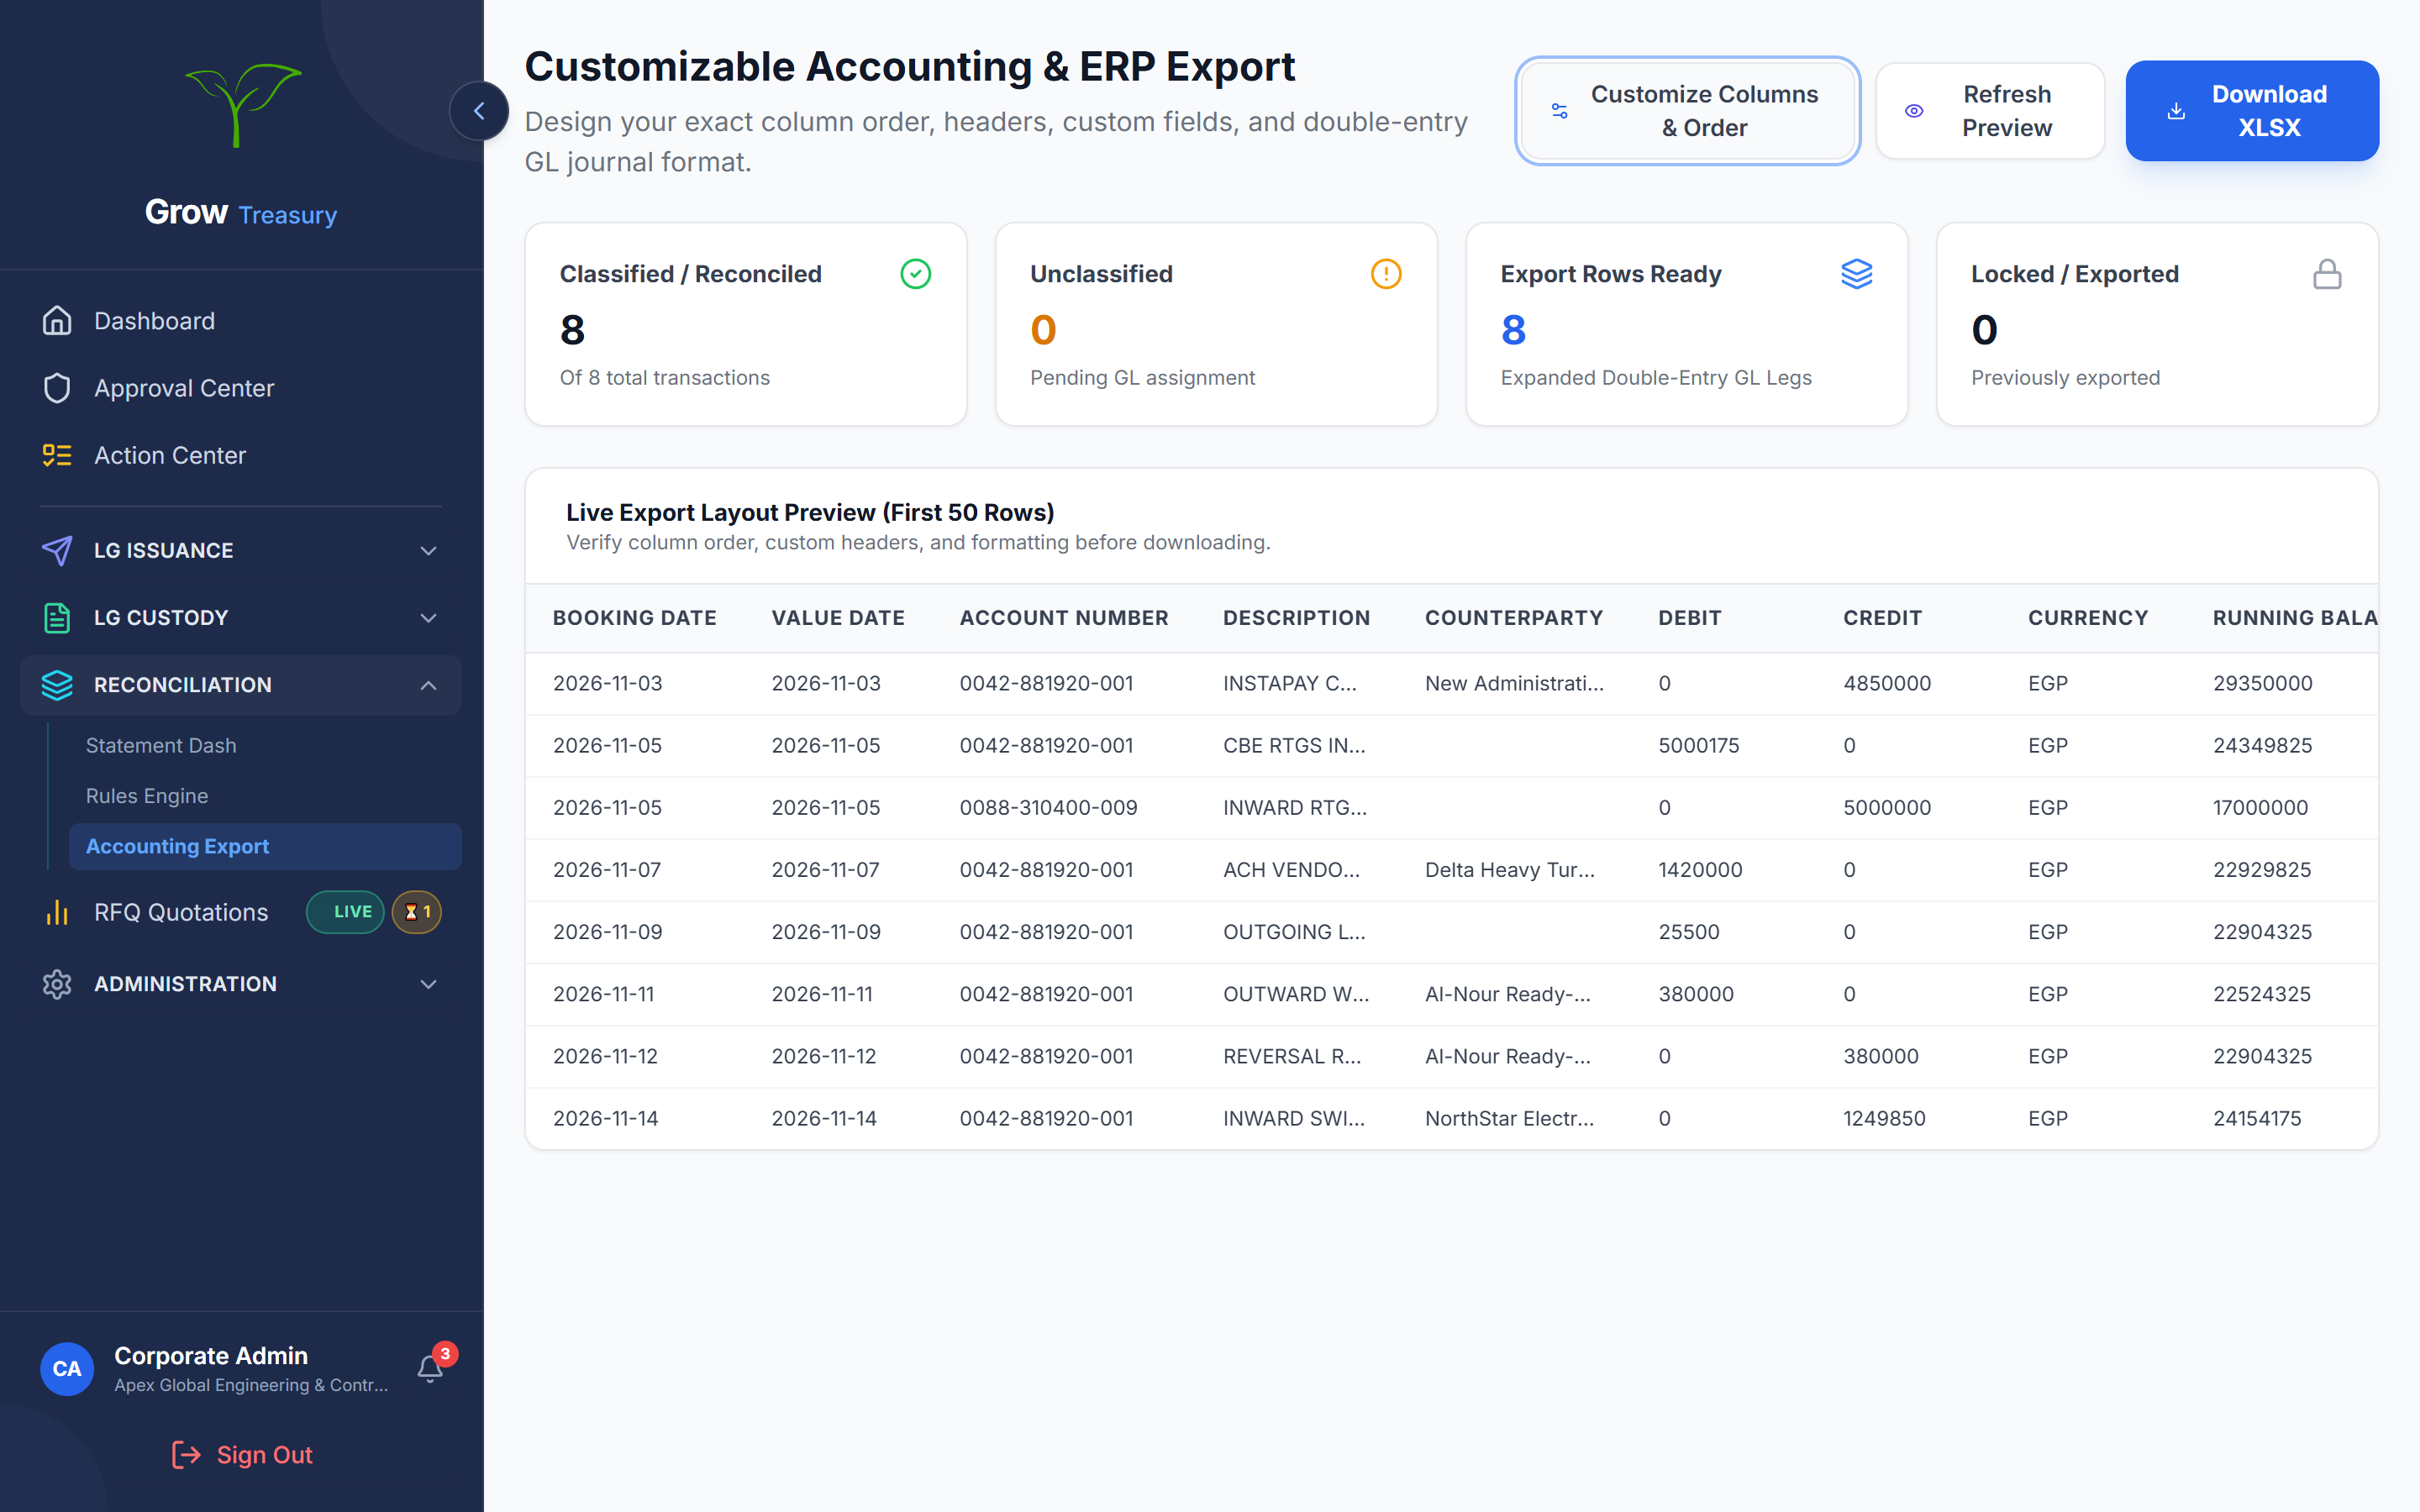 Grow Treasury
Dashboard
Approval Center
Action Center
LG ISSUANCE
LG CUSTODY
RECONCILIATION
Statement Dash
Rules Engine
Accounting Export
RFQ Quotations LIVE ⏳ 1
ADMINISTRATION
CA
Corporate Admin
Apex Global Engineering & Contr...
3
Sign Out
Customizable Accounting & ERP Export
Design your exact column order, headers, custom fields, and double-entry
GL journal format.
Customize Columns
& Order
Refresh
Preview
Download
XLSX
Classified / Reconciled
8
Of 8 total transactions
Unclassified
0
Pending GL assignment
Export Rows Ready
8
Expanded Double-Entry GL Legs
Locked / Exported
0
Previously exported
Live Export Layout Preview (First 50 Rows)
Verify column order, custom headers, and formatting before downloading.
BOOKING DATE VALUE DATE ACCOUNT NUMBER DESCRIPTION COUNTERPARTY DEBIT CREDIT CURRENCY RUNNING BALA
2026-11-03 2026-11-03 0042-881920-001 INSTAPAY C... New Administrati... 0 4850000 EGP 29350000
2026-11-05 2026-11-05 0042-881920-001 CBE RTGS IN... 5000175 0 EGP 24349825
2026-11-05 2026-11-05 0088-310400-009 INWARD RTG... 0 5000000 EGP 17000000
2026-11-07 2026-11-07 0042-881920-001 ACH VENDO... Delta Heavy Tur... 1420000 0 EGP 22929825
2026-11-09 2026-11-09 0042-881920-001 OUTGOING L... 25500 0 EGP 22904325
2026-11-11 2026-11-11 0042-881920-001 OUTWARD W... Al-Nour Ready-... 380000 0 EGP 22524325
2026-11-12 2026-11-12 0042-881920-001 REVERSAL R... Al-Nour Ready-... 0 380000 EGP 22904325
2026-11-14 2026-11-14 0042-881920-001 INWARD SWI... NorthStar Electr... 0 1249850 EGP 24154175